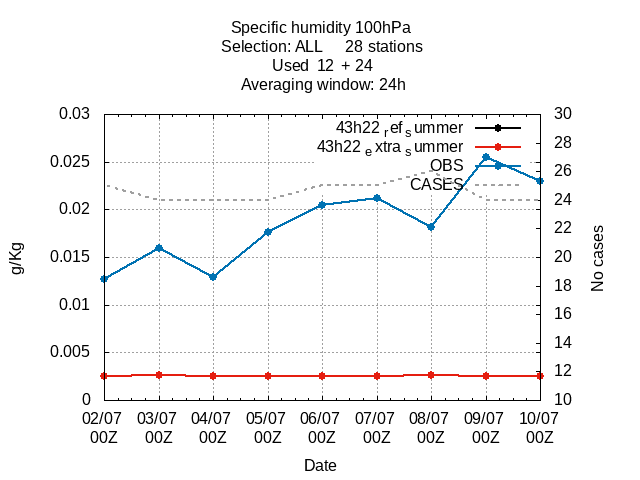 Specific humidity 100hPa
Selection: ALL 28 stations
Used 12 + 24
Averaging window: 24h
43h22 ref summer
43h22 extra summer
OBS
CASES
0.03
0.025
0.02
0.015
0.01
0.005
0
g/Kg
30
28
26
24
22
20
18
16
14
12
10
No cases
02/07 03/07 04/07 05/07 06/07 07/07 08/07 09/07 10/07
00Z 00Z 00Z 00Z 00Z 00Z 00Z 00Z 00Z
Date